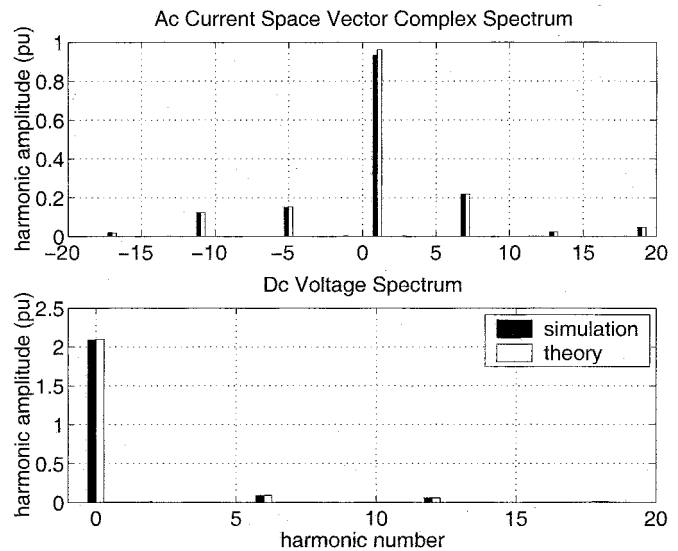 Ac Current Space Vector Complex Spectrum
harmonic amplitude (pu)
1
0.8
0.6
0.4
0.2
0
−20 −15 −10 −5 0 5 10 15 20
Dc Voltage Spectrum
harmonic amplitude (pu)
2.5
2
1.5
1
0.5
0
simulation
theory
0 5 10 15 20
harmonic number